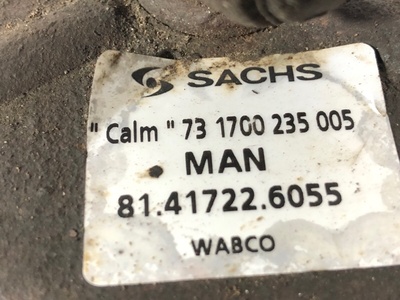 SACHS
" Calm " 73 1700 235 005
MAN
81.41722.6055
WABCO